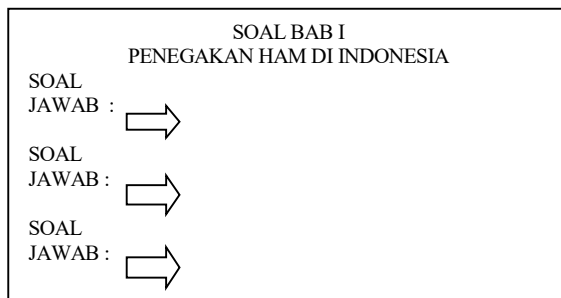 SOAL BAB I
PENEGAKAN HAM DI INDONESIA
SOAL
JAWAB :
SOAL
JAWAB :
SOAL
JAWAB :